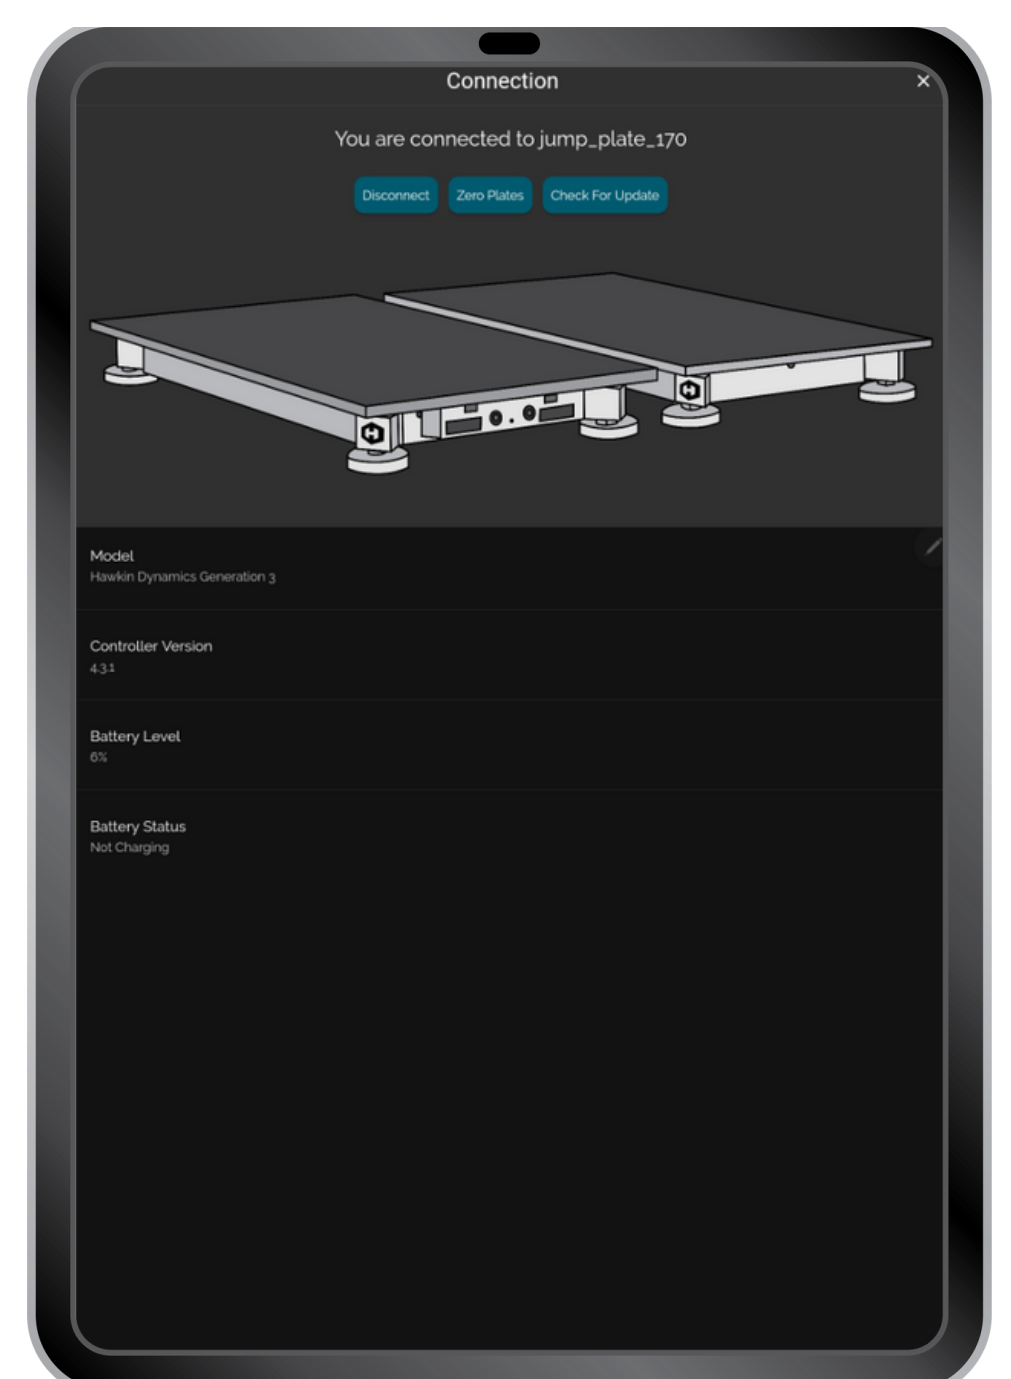 Connection
You are connected to jump_plate_170
Disconnect Zero Plates Check For Update
Model
Hawkin Dynamics Generation 3
Controller Version
4.3.1
Battery Level
6%
Battery Status
Not Charging